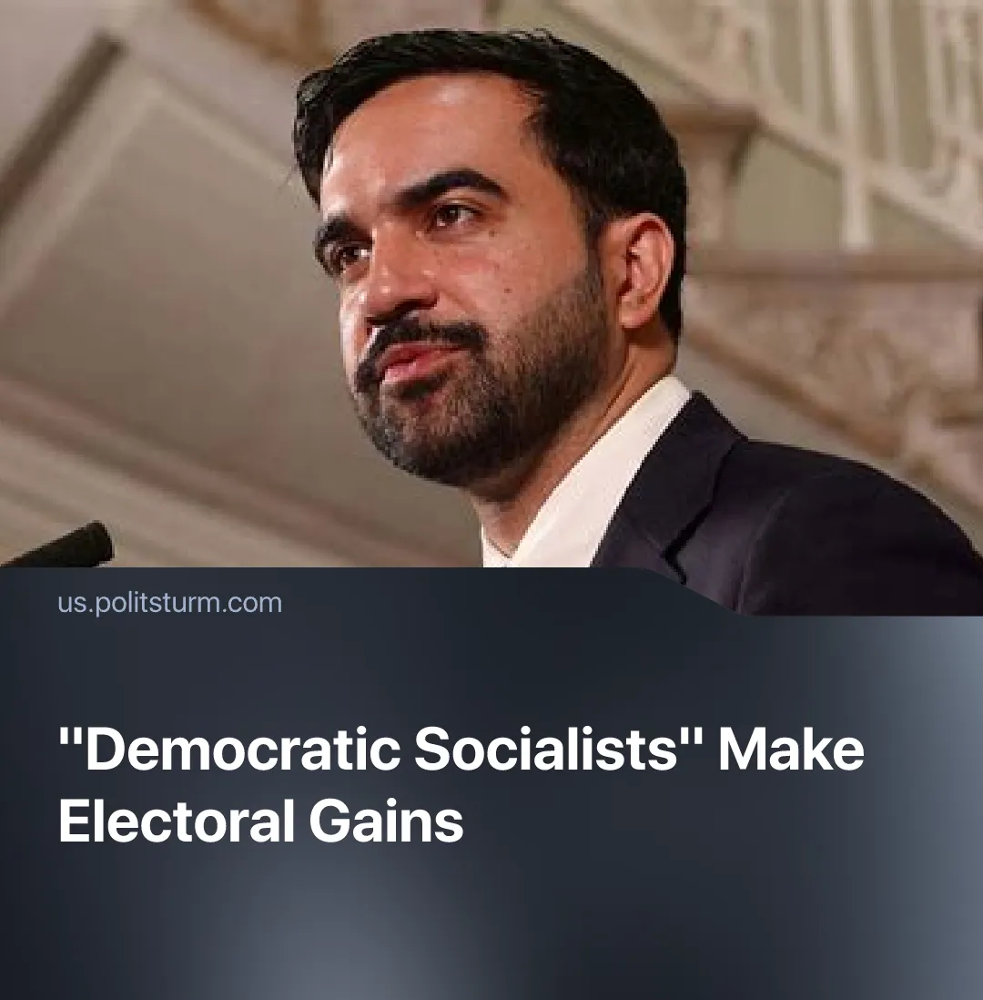 us.politsturm.com
"Democratic Socialists" Make
Electoral Gains